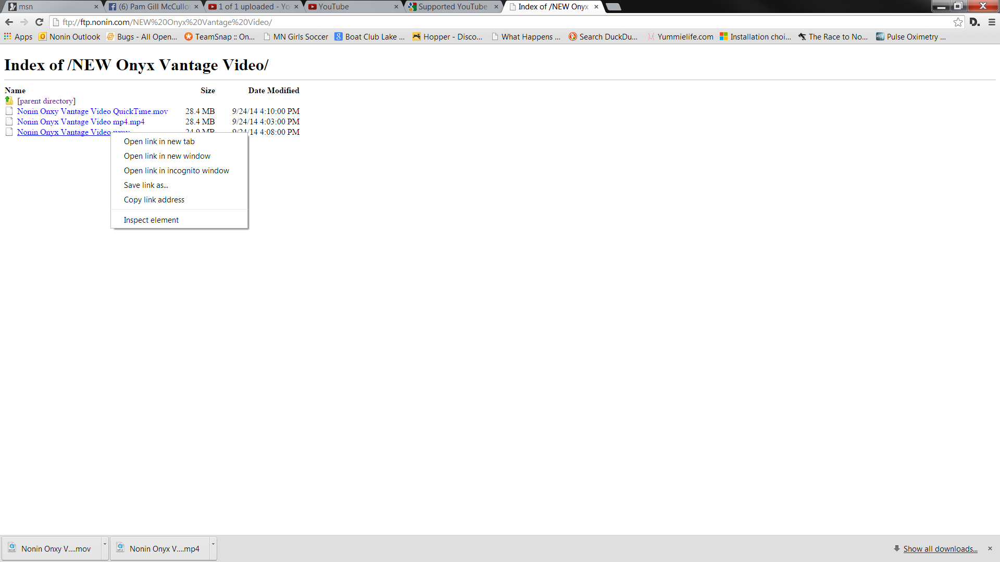 msn
(6) Pam Gill McCullo
1 of 1 uploaded - Yo
YouTube
Supported YouTube
Index of /NEW Onyx
ftp://ftp.nonin.com/NEW%20Onyx%20Vantage%20Video/
D.
Apps
Nonin Outlook
Bugs - All Open...
TeamSnap :: On...
MN Girls Soccer
Boat Club Lake ...
Hopper - Disco...
What Happens ...
Search DuckDu...
Yummielife.com
Installation choi...
The Race to No...
Pulse Oximetry ...
Index of /NEW Onyx Vantage Video/
Name Size Date Modified
[parent directory]
Nonin Onxy Vantage Video QuickTime.mov 28.4 MB 9/24/14 4:10:00 PM
Nonin Onyx Vantage Video mp4.mp4 28.4 MB 9/24/14 4:03:00 PM
Nonin Onyx Vantage Video wmv 24.9 MB 9/24/14 4:08:00 PM
Open link in new tab
Open link in new window
Open link in incognito window
Save link as...
Copy link address
Inspect element
Nonin Onxy V....mov
Nonin Onyx V....mp4
Show all downloads...